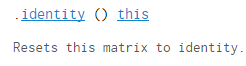 .identity () this
Resets this matrix to identity.